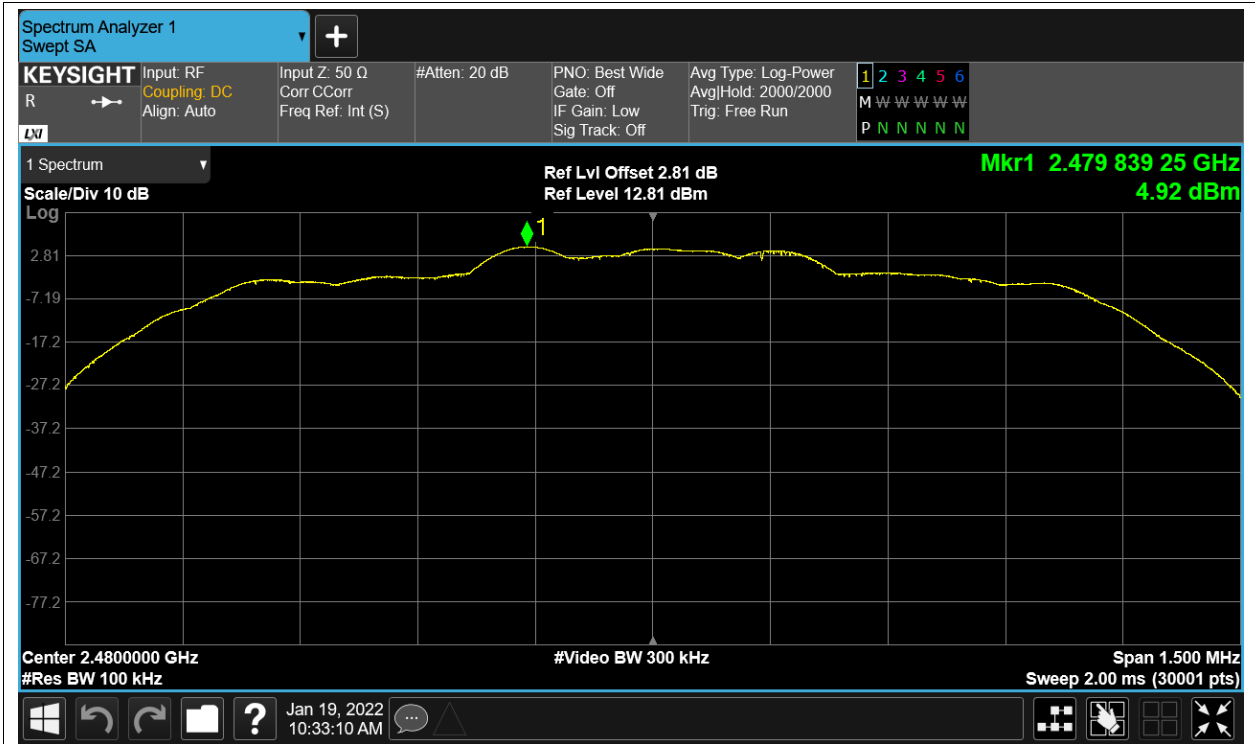 Spectrum Analyzer 1
Swept SA
KEYSIGHT
R
LXI
Input: RF
Coupling: DC
Align: Auto
Input Z: 50 Ω
Corr CCorr
Freq Ref: Int (S)
#Atten: 20 dB
PNO: Best Wide
Gate: Off
IF Gain: Low
Sig Track: Off
Avg Type: Log-Power
Avg|Hold: 2000/2000
Trig: Free Run
1 2 3 4 5 6
M W W W W W
P N N N N N
1 Spectrum
Scale/Div 10 dB
Log
Ref Lvl Offset 2.81 dB
Ref Level 12.81 dBm
Mkr1 2.479 839 25 GHz
4.92 dBm
1
2.81
-7.19
-17.2
-27.2
-37.2
-47.2
-57.2
-67.2
-77.2
Center 2.4800000 GHz
#Video BW 300 kHz
Span 1.500 MHz
#Res BW 100 kHz
Sweep 2.00 ms (30001 pts)
?
Jan 19, 2022
10:33:10 AM